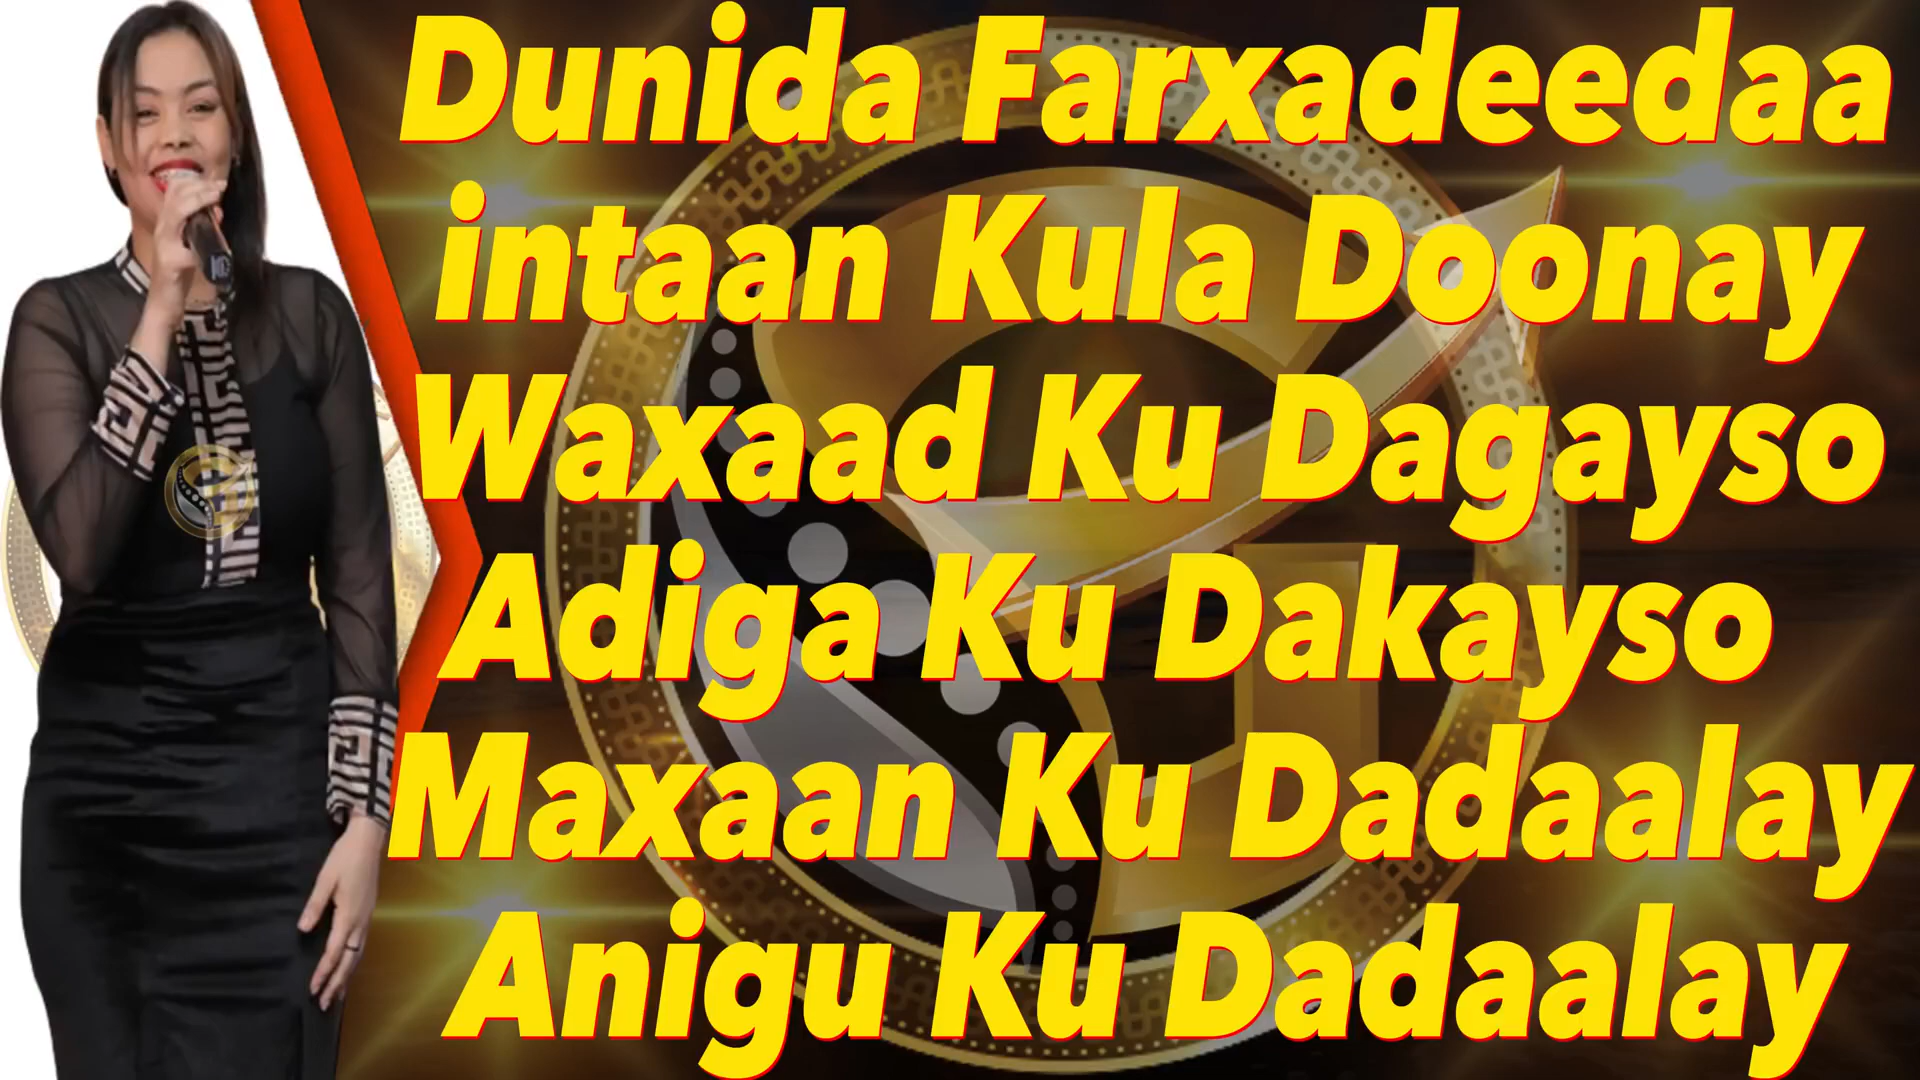 Dunida Farxadeedaa
intaan Kula Doonay
Waxaad Ku Dagayso
Adiga Ku Dakayso
Maxaan Ku Dadaalay
Anigu Ku Dadaalay